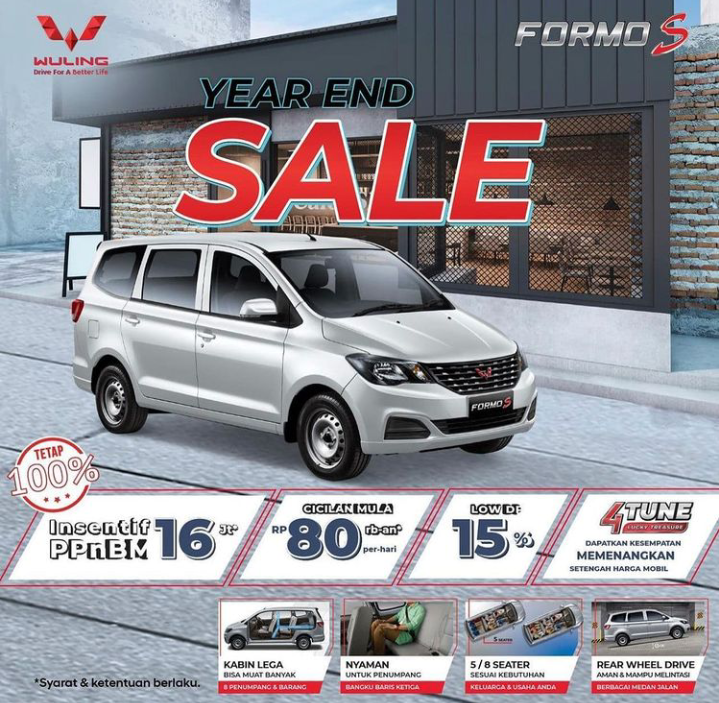 WULING
Drive For A Better Life
FORMO S
YEAR END
SALE
FORMO S
TETAP
100%
Insentif
PPnBM 16 Jt*
CICILAN MULAI
RP 80 rb-an*
per-hari
LOW DP
15%*
4TUNE
LUCKY TREASURE
DAPATKAN KESEMPATAN
MEMENANGKAN
SETENGAH HARGA MOBIL
KABIN LEGA
BISA MUAT BANYAK
8 PENUMPANG & BARANG
NYAMAN
UNTUK PENUMPANG
BANGKU BARIS KETIGA
5 SEATER
5 / 8 SEATER
SESUAI KEBUTUHAN
KELUARGA & USAHA ANDA
REAR WHEEL DRIVE
AMAN & MAMPU MELINTASI
BERBAGAI MEDAN JALAN
*Syarat & ketentuan berlaku.